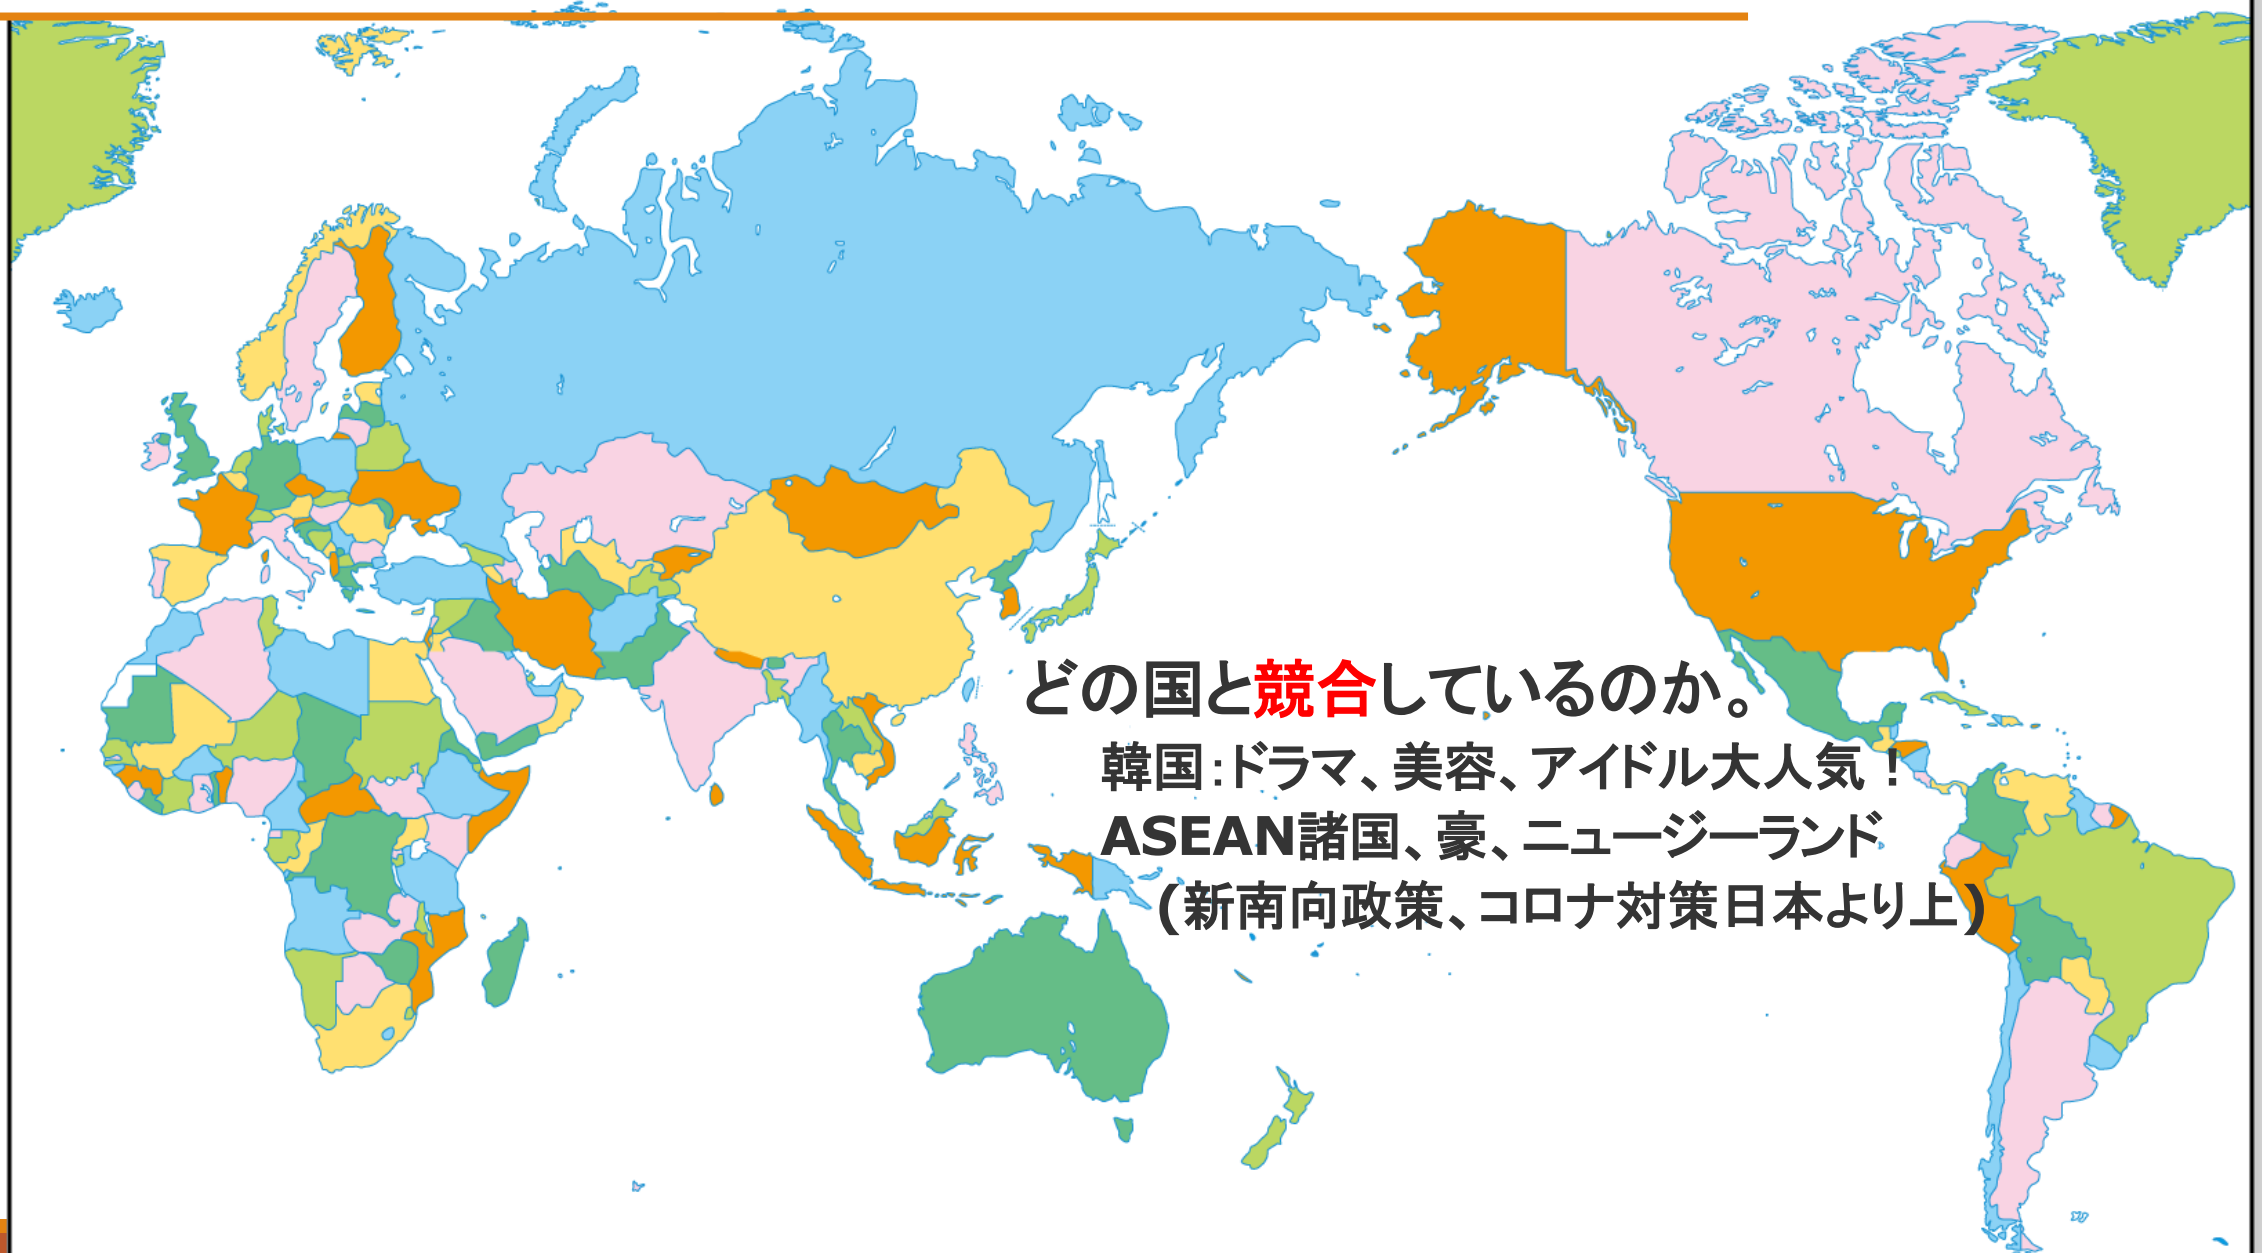 どの国と競合しているのか。
韓国:ドラマ、美容、アイドル大人気!
ASEAN諸国、豪、ニュージーランド
(新南向政策、コロナ対策日本より上)